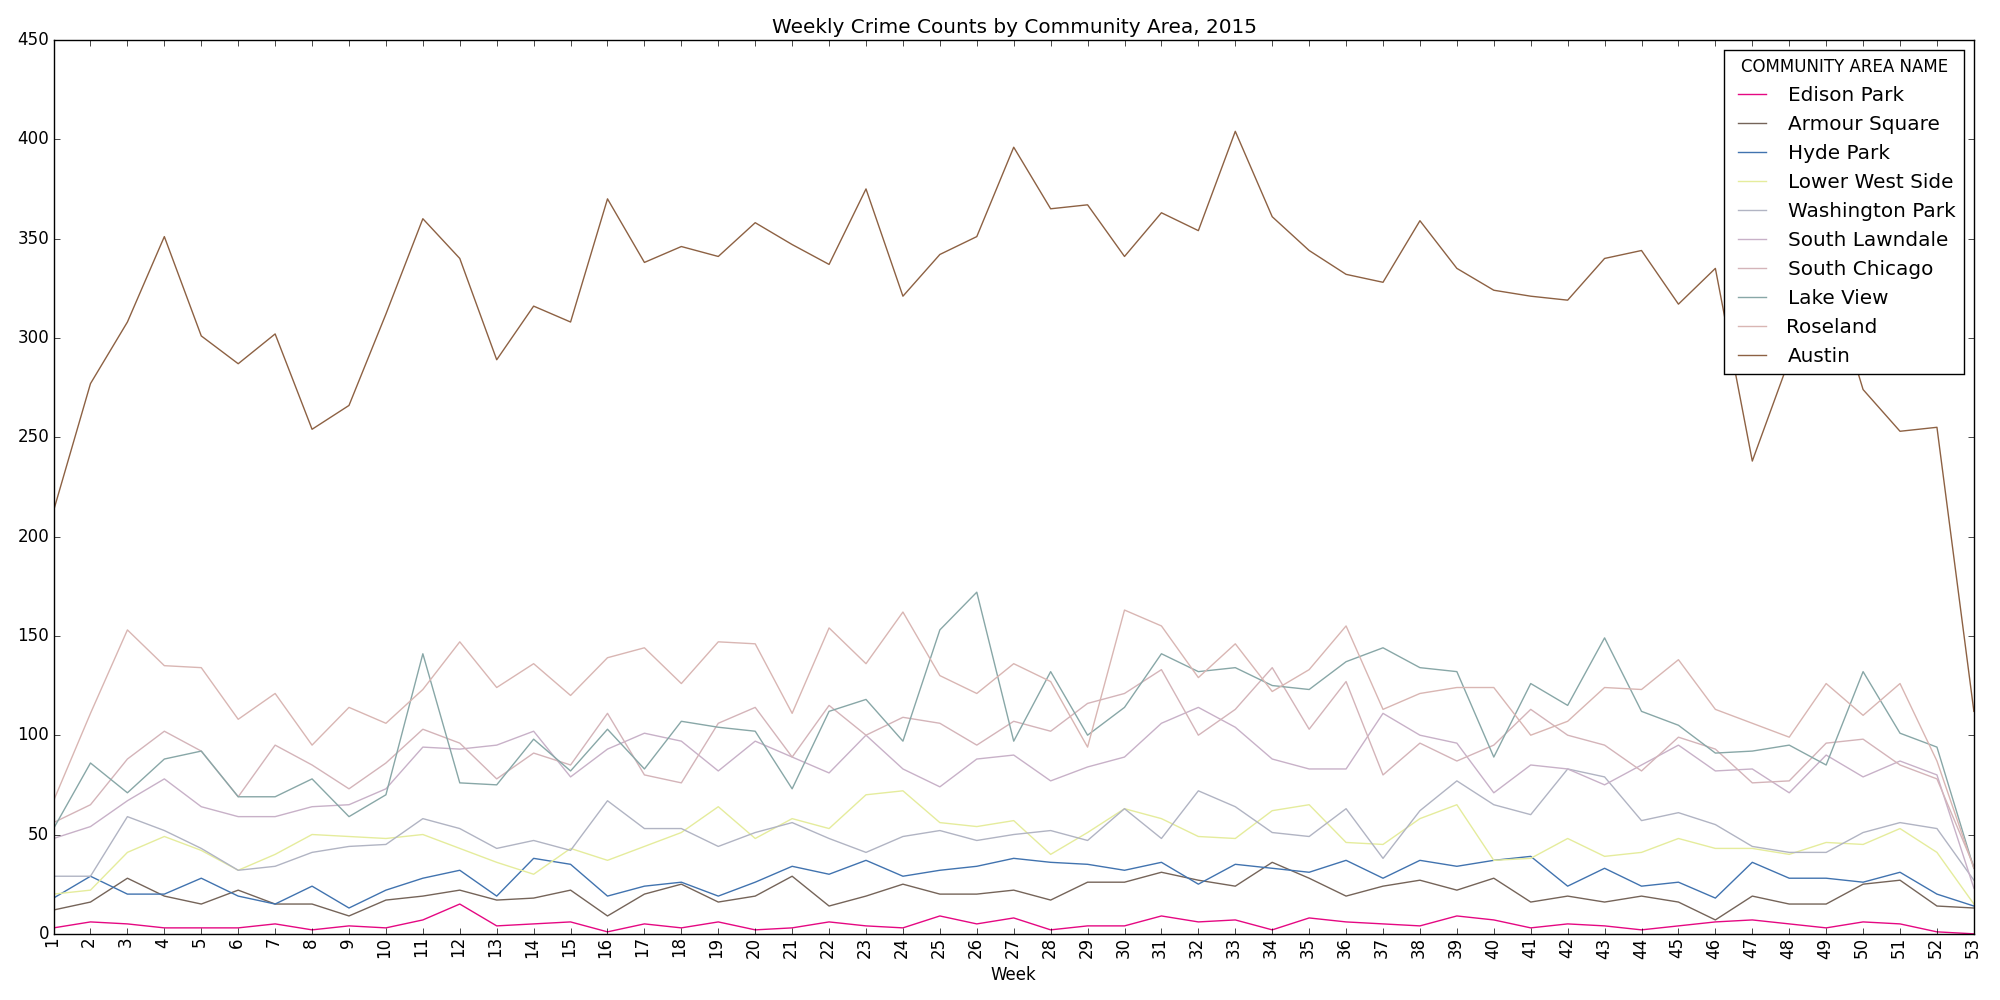 Weekly Crime Counts by Community Area, 2015
450
400
350
300
250
200
150
100
50
0
COMMUNITY AREA NAME
Edison Park
Armour Square
Hyde Park
Lower West Side
Washington Park
South Lawndale
South Chicago
Lake View
Roseland
Austin
1 2 3 4 5 6 7 8 9 10 11 12 13 14 15 16 17 18 19 20 21 22 23 24 25 26 27 28 29 30 31 32 33 34 35 36 37 38 39 40 41 42 43 44 45 46 47 48 49 50 51 52 53
Week